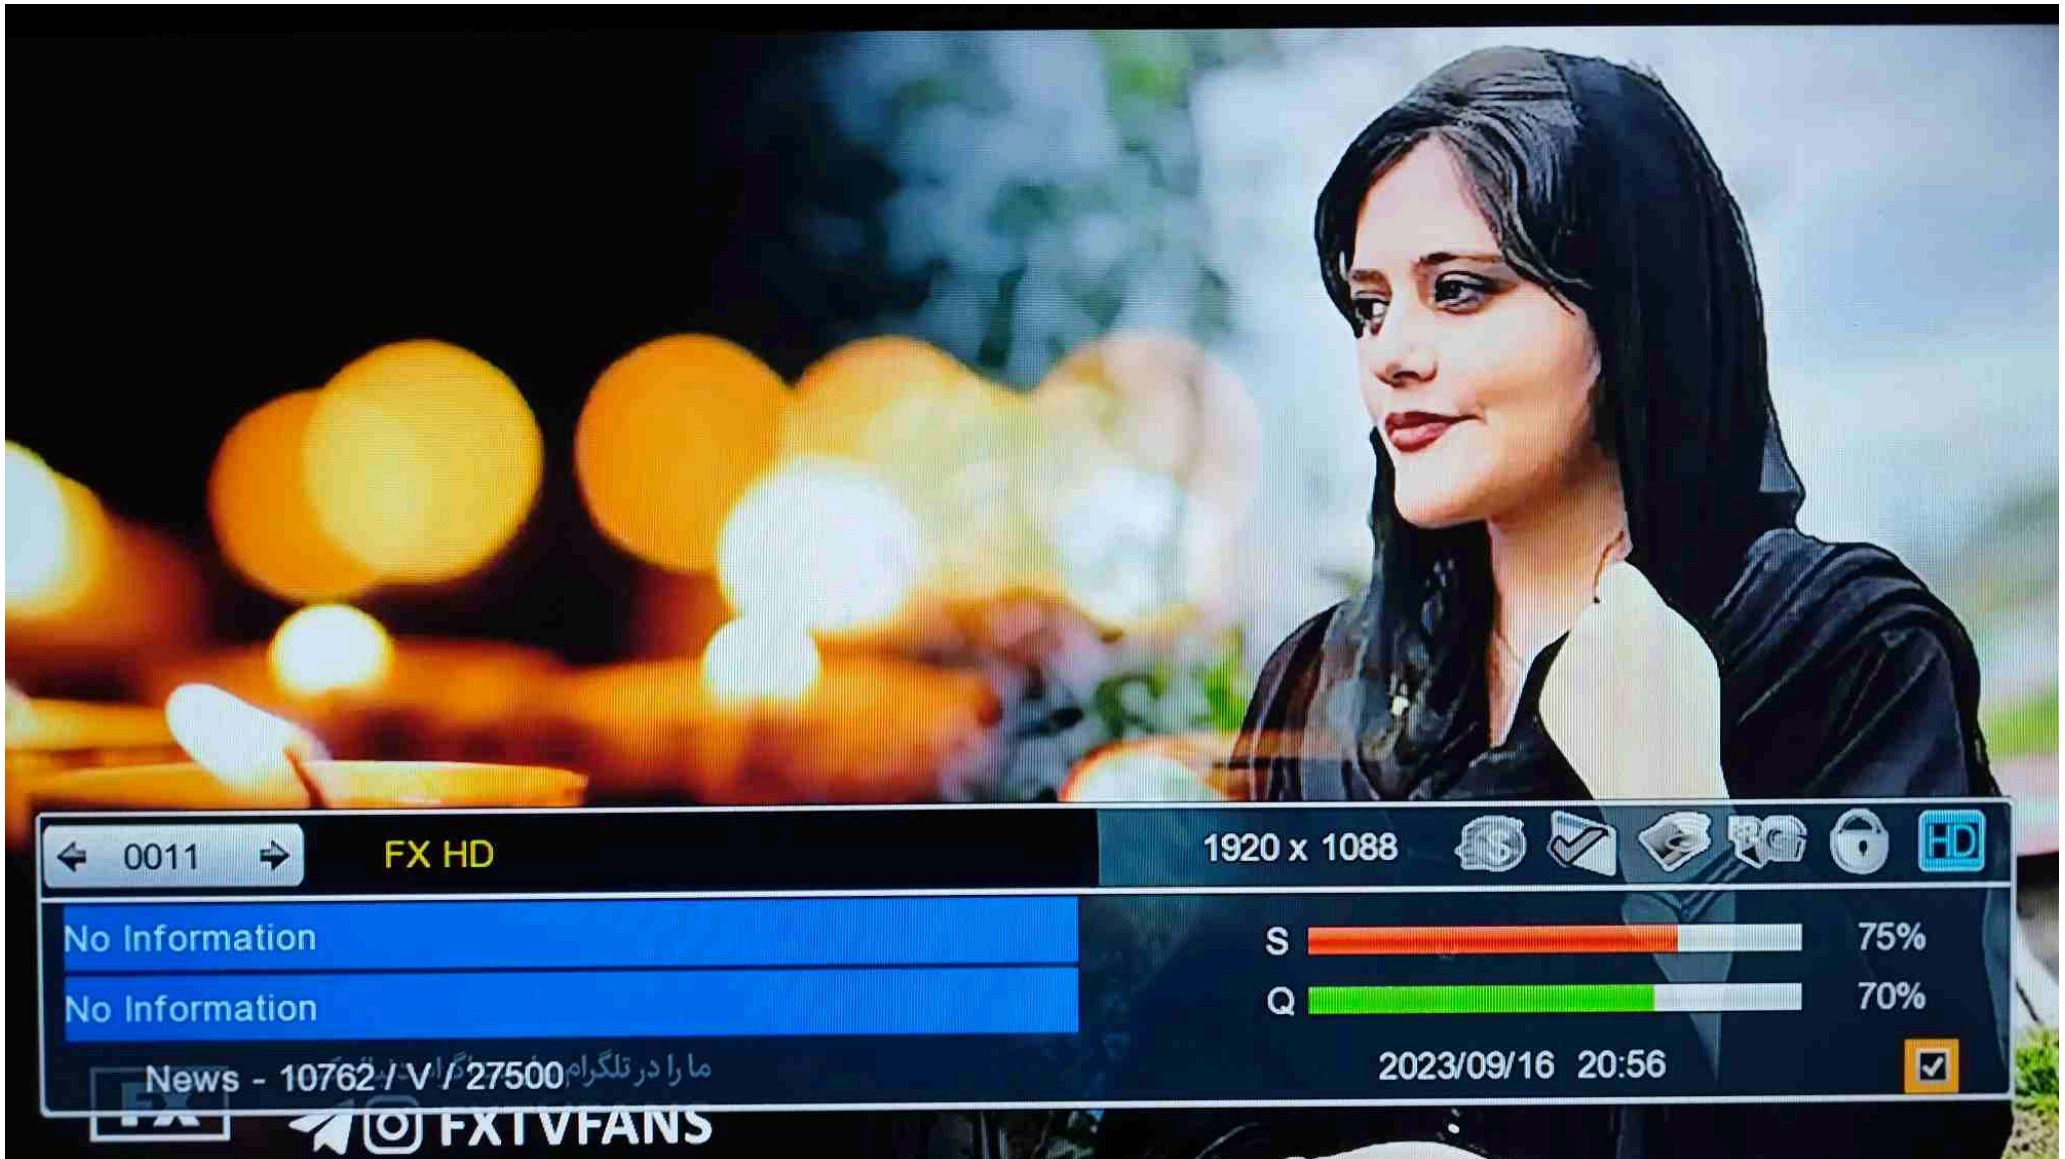 0011
FX HD
1920 x 1088
HD
No Information
S
75%
No Information
Q
70%
ما را در تلگرام
News - 10762 / V / 27500
2023/09/16 20:56
FX
FXTVFANS